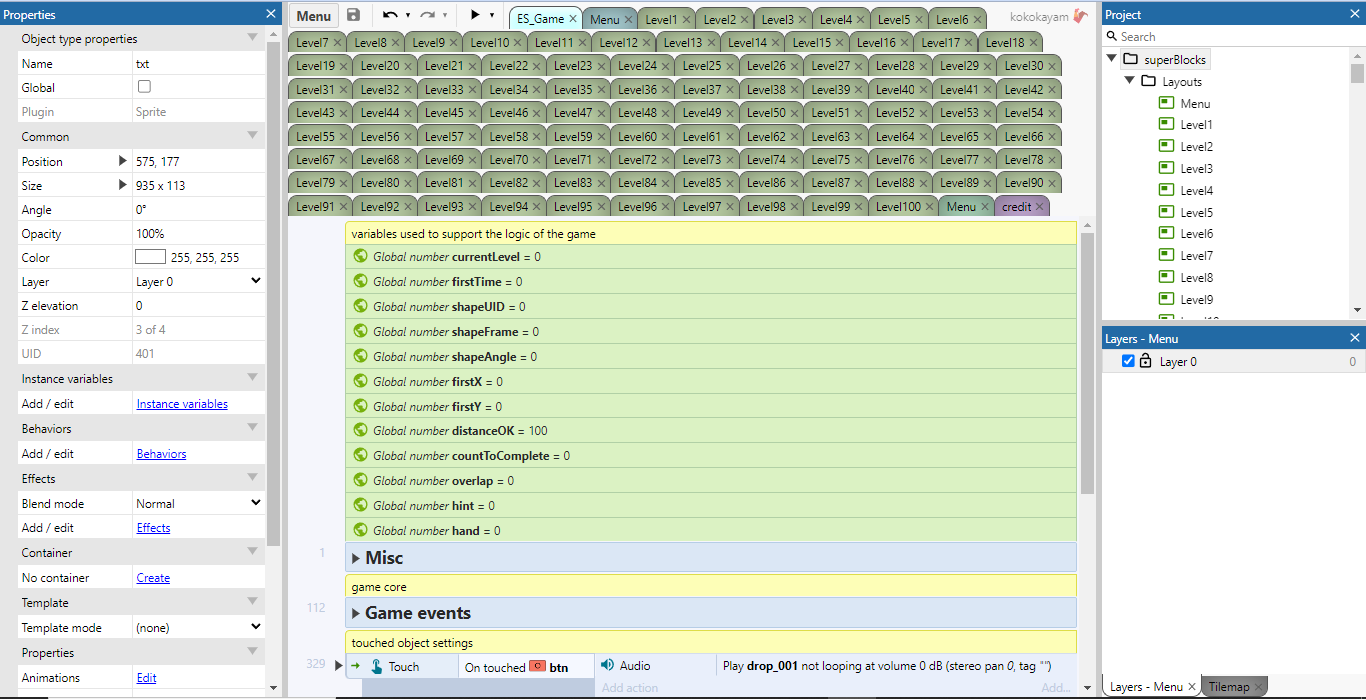 Properties
Object type properties
Name txt
Global
Plugin Sprite
Common
Position 575, 177
Size 935 x 113
Angle 0°
Opacity 100%
Color 255, 255, 255
Layer Layer 0
Z elevation 0
Z index 3 of 4
UID 401
Instance variables
Add / edit Instance variables
Behaviors
Add / edit Behaviors
Effects
Blend mode Normal
Add / edit Effects
Container
No container Create
Template
Template mode (none)
Properties
Animations Edit
Menu ES_Game Menu Level1 Level2 Level3 Level4 Level5 Level6 kokokayam
Level7 Level8 Level9 Level10 Level11 Level12 Level13 Level14 Level15 Level16 Level17 Level18
Level19 Level20 Level21 Level22 Level23 Level24 Level25 Level26 Level27 Level28 Level29 Level30
Level31 Level32 Level33 Level34 Level35 Level36 Level37 Level38 Level39 Level40 Level41 Level42
Level43 Level44 Level45 Level46 Level47 Level48 Level49 Level50 Level51 Level52 Level53 Level54
Level55 Level56 Level57 Level58 Level59 Level60 Level61 Level62 Level63 Level64 Level65 Level66
Level67 Level68 Level69 Level70 Level71 Level72 Level73 Level74 Level75 Level76 Level77 Level78
Level79 Level80 Level81 Level82 Level83 Level84 Level85 Level86 Level87 Level88 Level89 Level90
Level91 Level92 Level93 Level94 Level95 Level96 Level97 Level98 Level99 Level100 Menu credit
variables used to support the logic of the game
Global number currentLevel = 0
Global number firstTime = 0
Global number shapeUID = 0
Global number shapeFrame = 0
Global number shapeAngle = 0
Global number firstX = 0
Global number firstY = 0
Global number distanceOK = 100
Global number countToComplete = 0
Global number overlap = 0
Global number hint = 0
Global number hand = 0
1 Misc
game core
112 Game events
touched object settings
329 Touch On touched btn Audio Play drop_001 not looping at volume 0 dB (stereo pan 0, tag "")
Add action Add...
Project
Search
superBlocks
Layouts
Menu
Level1
Level2
Level3
Level4
Level5
Level6
Level7
Level8
Level9
Layers - Menu
Layer 0 0
Layers - Menu Tilemap